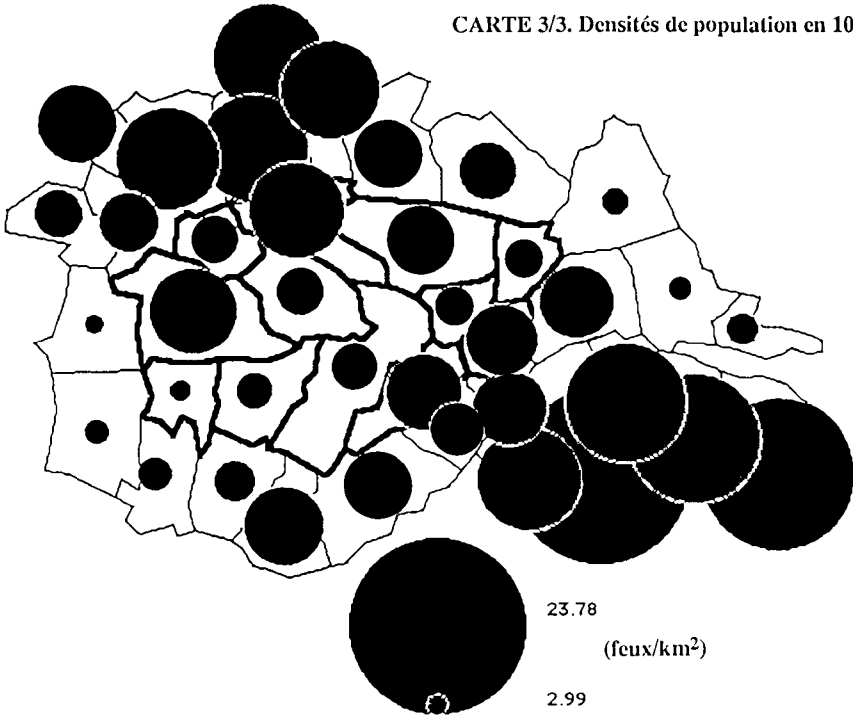 CARTE 3/3. Densités de population en 10
23.78
(feux/km²)
2.99